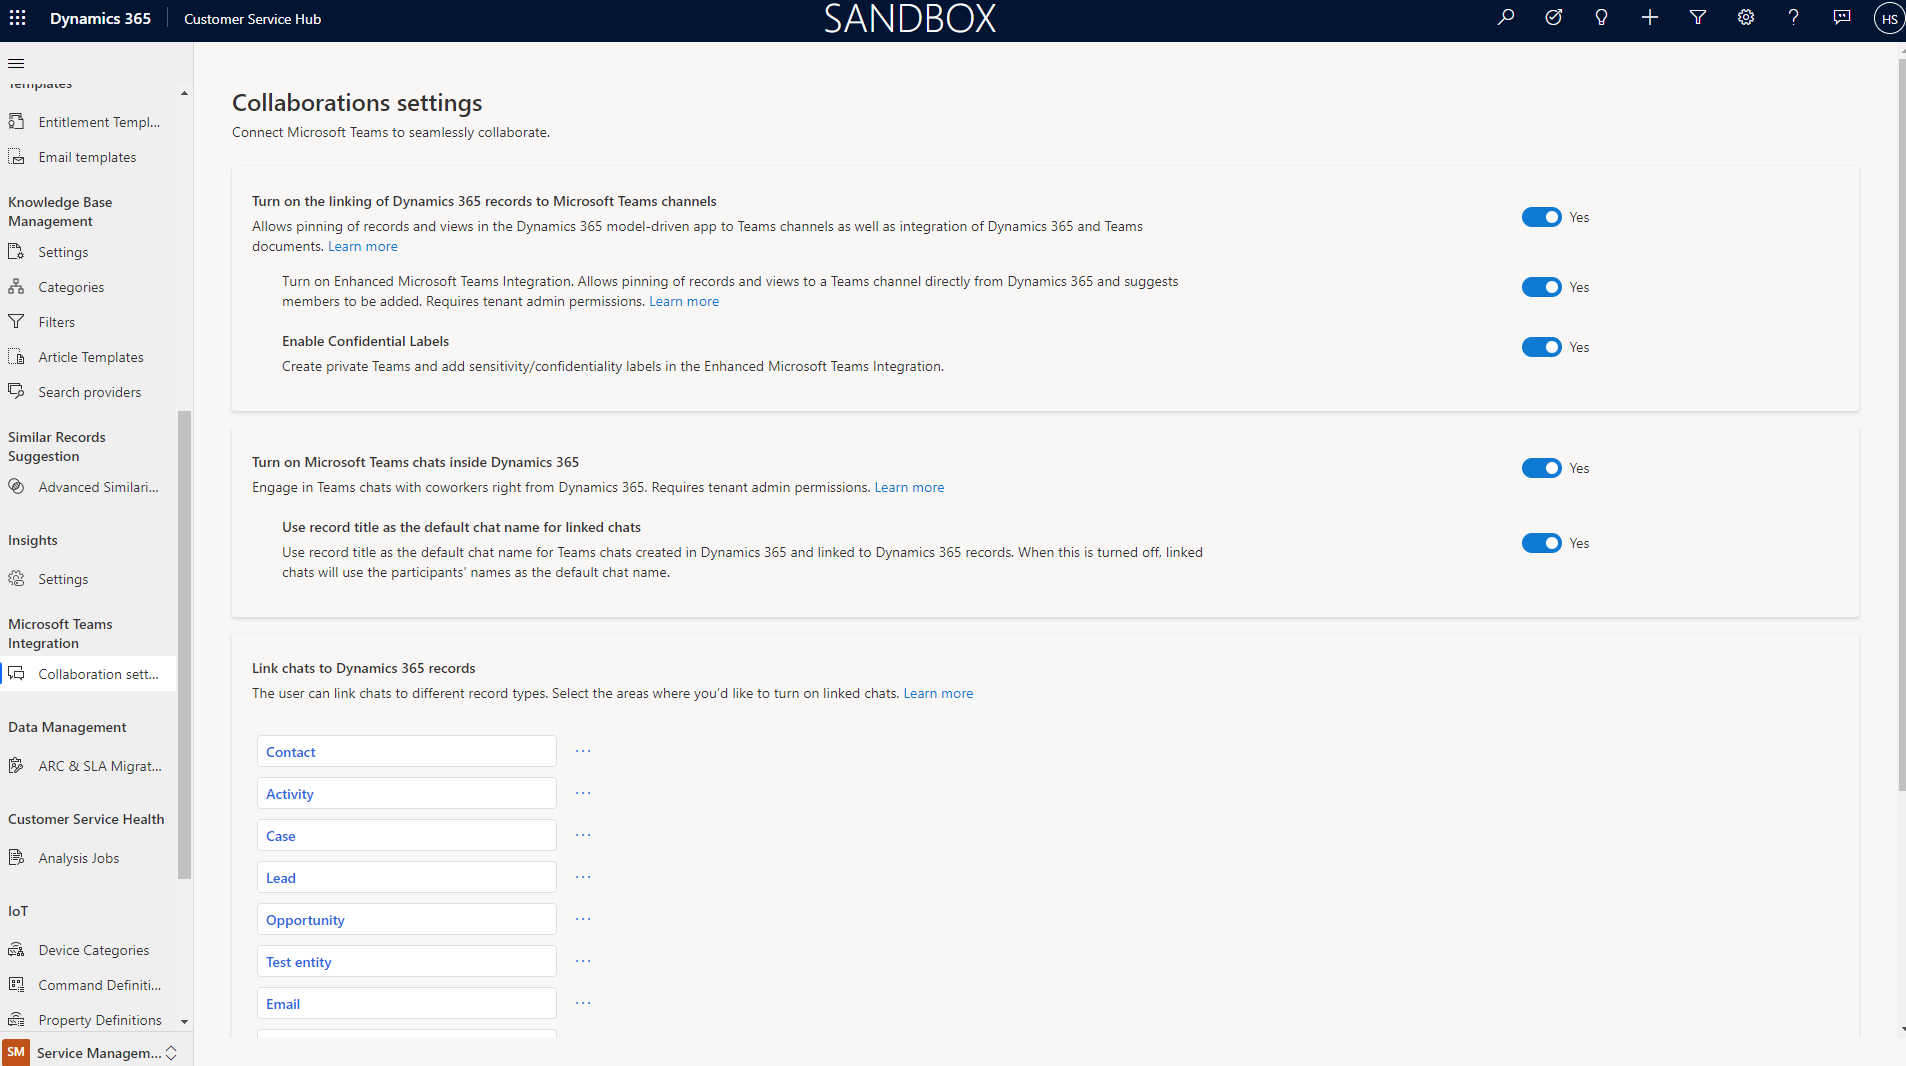 Dynamics 365
Customer Service Hub
SANDBOX
HS
Templates
Entitlement Templ...
Email templates
Knowledge Base
Management
Settings
Categories
Filters
Article Templates
Search providers
Similar Records
Suggestion
Advanced Similari...
Insights
Settings
Microsoft Teams
Integration
Collaboration sett...
Data Management
ARC & SLA Migrat...
Customer Service Health
Analysis Jobs
IoT
Device Categories
Command Definiti...
Property Definitions
SM
Service Managem...
Collaborations settings
Connect Microsoft Teams to seamlessly collaborate.
Turn on the linking of Dynamics 365 records to Microsoft Teams channels
Yes
Allows pinning of records and views in the Dynamics 365 model-driven app to Teams channels as well as integration of Dynamics 365 and Teams
documents. Learn more
Turn on Enhanced Microsoft Teams Integration. Allows pinning of records and views to a Teams channel directly from Dynamics 365 and suggests
members to be added. Requires tenant admin permissions. Learn more
Yes
Enable Confidential Labels
Yes
Create private Teams and add sensitivity/confidentiality labels in the Enhanced Microsoft Teams Integration.
Turn on Microsoft Teams chats inside Dynamics 365
Yes
Engage in Teams chats with coworkers right from Dynamics 365. Requires tenant admin permissions. Learn more
Use record title as the default chat name for linked chats
Yes
Use record title as the default chat name for Teams chats created in Dynamics 365 and linked to Dynamics 365 records. When this is turned off, linked
chats will use the participants' names as the default chat name.
Link chats to Dynamics 365 records
The user can link chats to different record types. Select the areas where you'd like to turn on linked chats. Learn more
Contact
Activity
Case
Lead
Opportunity
Test entity
Email